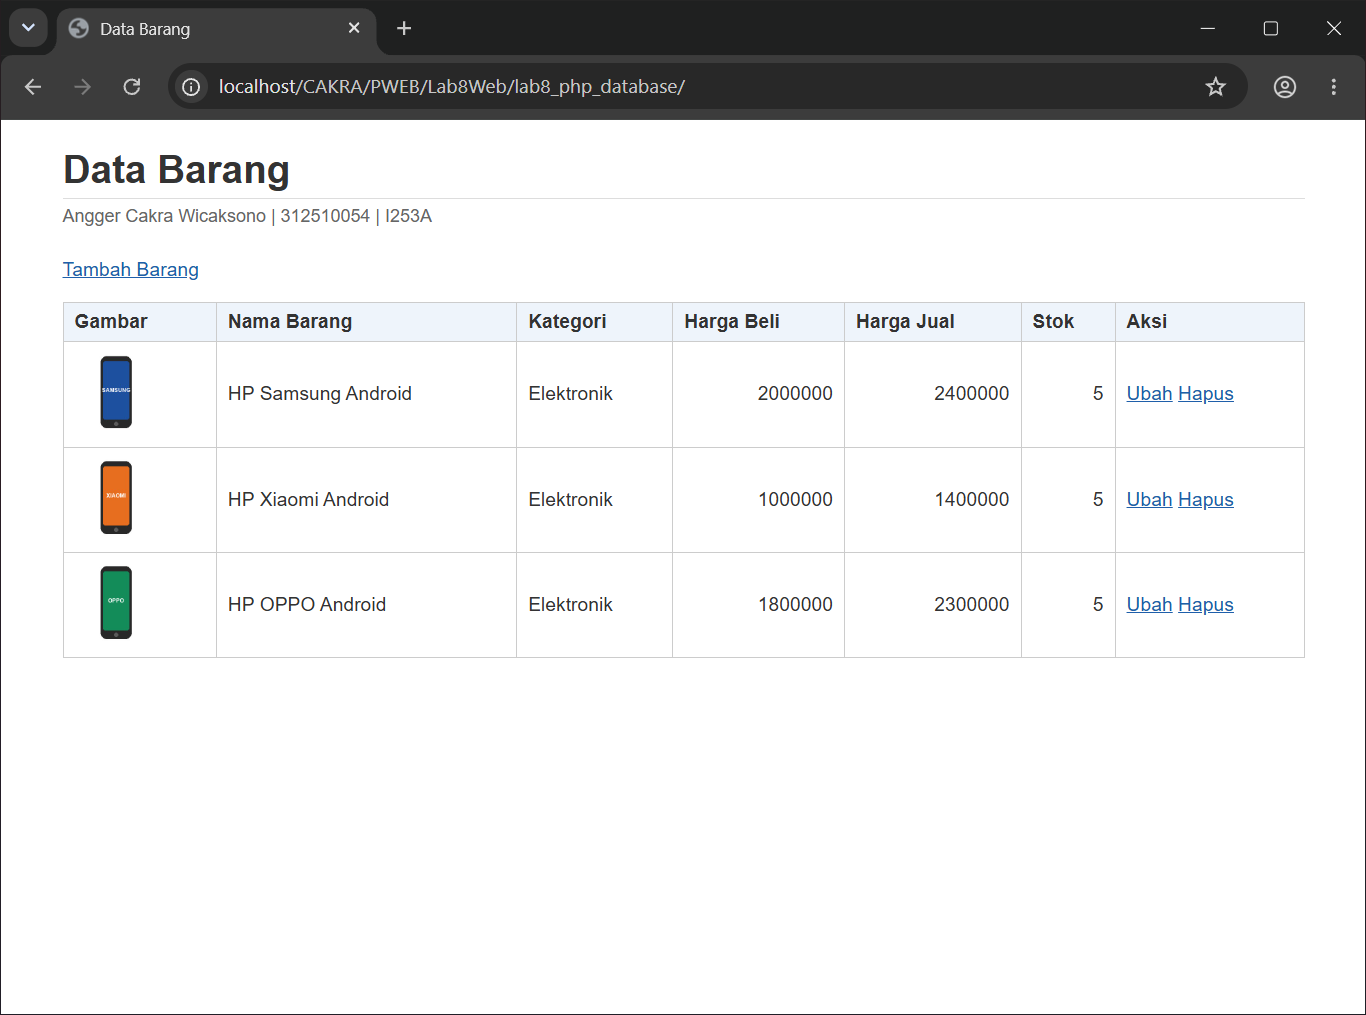 Data Barang
localhost/CAKRA/PWEB/Lab8Web/lab8_php_database/
Data Barang
Angger Cakra Wicaksono | 312510054 | I253A
Tambah Barang
Gambar Nama Barang Kategori Harga Beli Harga Jual Stok Aksi
SAMSUNG HP Samsung Android Elektronik 2000000 2400000 5 Ubah Hapus
XIAOMI HP Xiaomi Android Elektronik 1000000 1400000 5 Ubah Hapus
OPPO HP OPPO Android Elektronik 1800000 2300000 5 Ubah Hapus